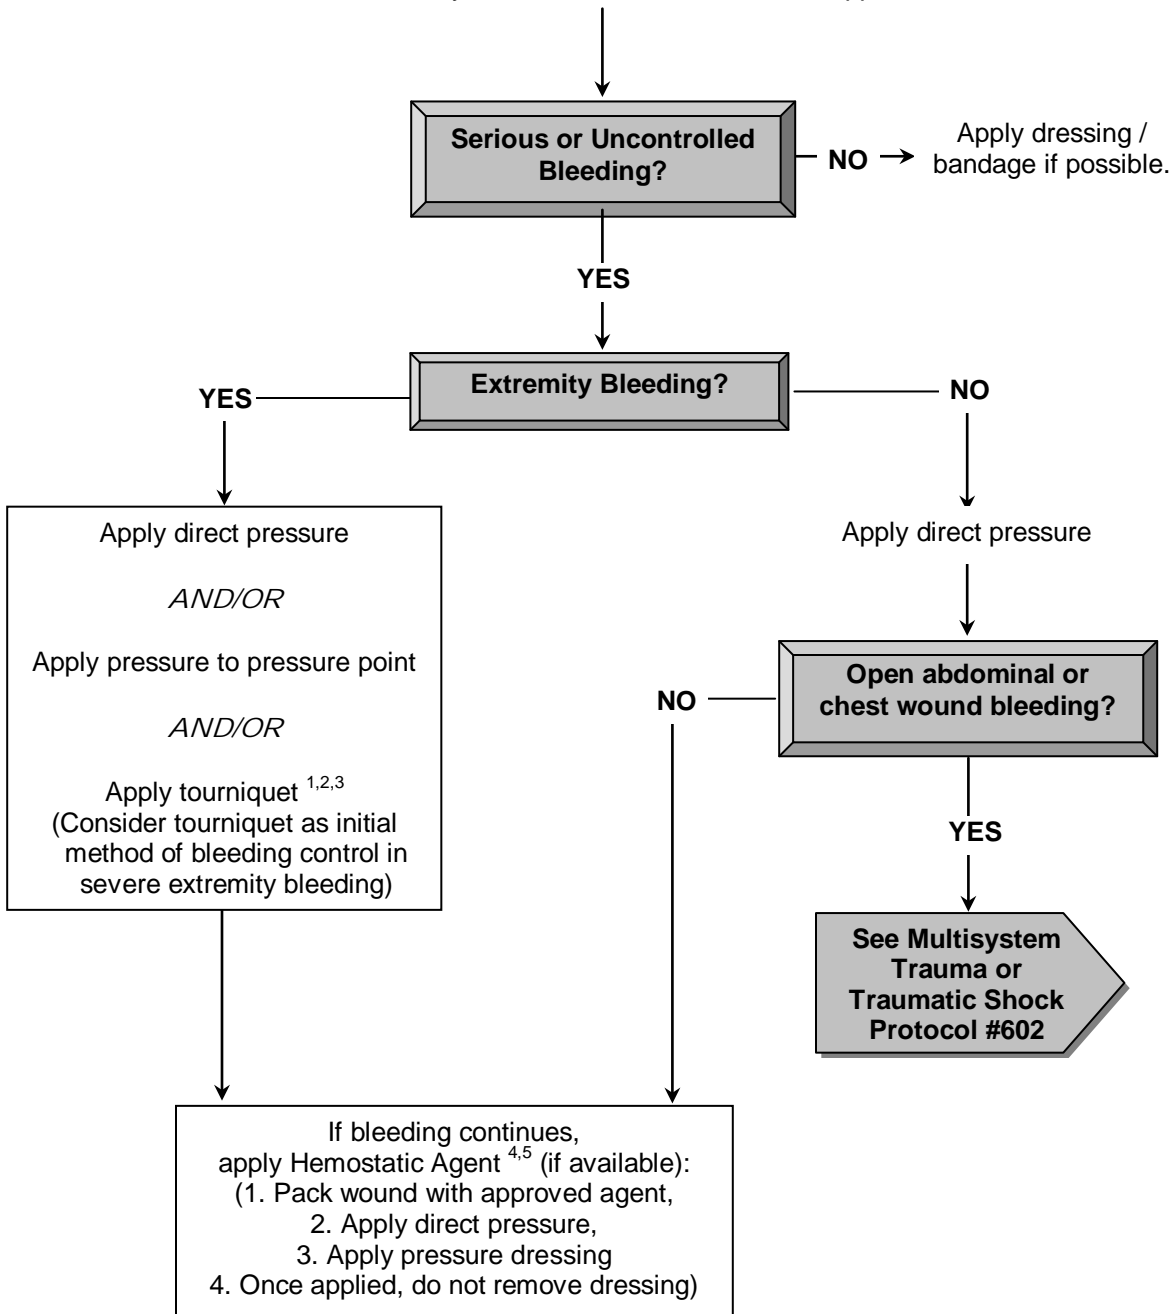 Serious or Uncontrolled
Bleeding?
NO
Apply dressing /
bandage if possible.
YES
Extremity Bleeding?
YES
NO
Apply direct pressure
AND/OR
Apply pressure to pressure point
AND/OR
Apply tourniquet 1,2,3
(Consider tourniquet as initial
method of bleeding control in
severe extremity bleeding)
Apply direct pressure
Open abdominal or
chest wound bleeding?
NO
YES
See Multisystem
Trauma or
Traumatic Shock
Protocol #602
If bleeding continues,
apply Hemostatic Agent 4,5 (if available):
(1. Pack wound with approved agent,
2. Apply direct pressure,
3. Apply pressure dressing
4. Once applied, do not remove dressing)